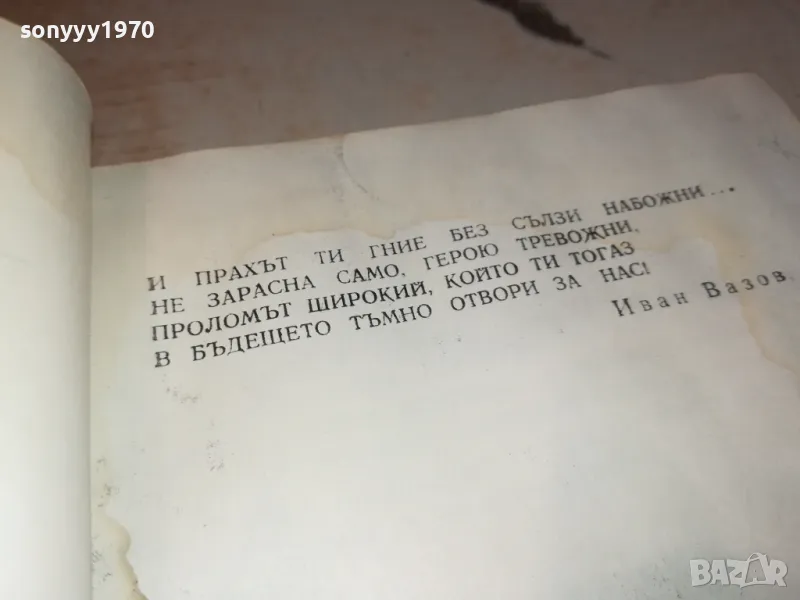 sonyyy1970
И ПРАХЪТ ТИ ГНИЕ БЕЗ СЪЛЗИ НАБОЖНИ...
НЕ ЗАРАСНА САМО, ГЕРОЮ ТРЕВОЖНИ,
ПРОЛОМЪТ ШИРОКИЙ, КОЙТО ТИ ТОГАЗ
В БЪДЕЩЕТО ТЪМНО ОТВОРИ ЗА НАС!
Иван Вазов
BAZAR